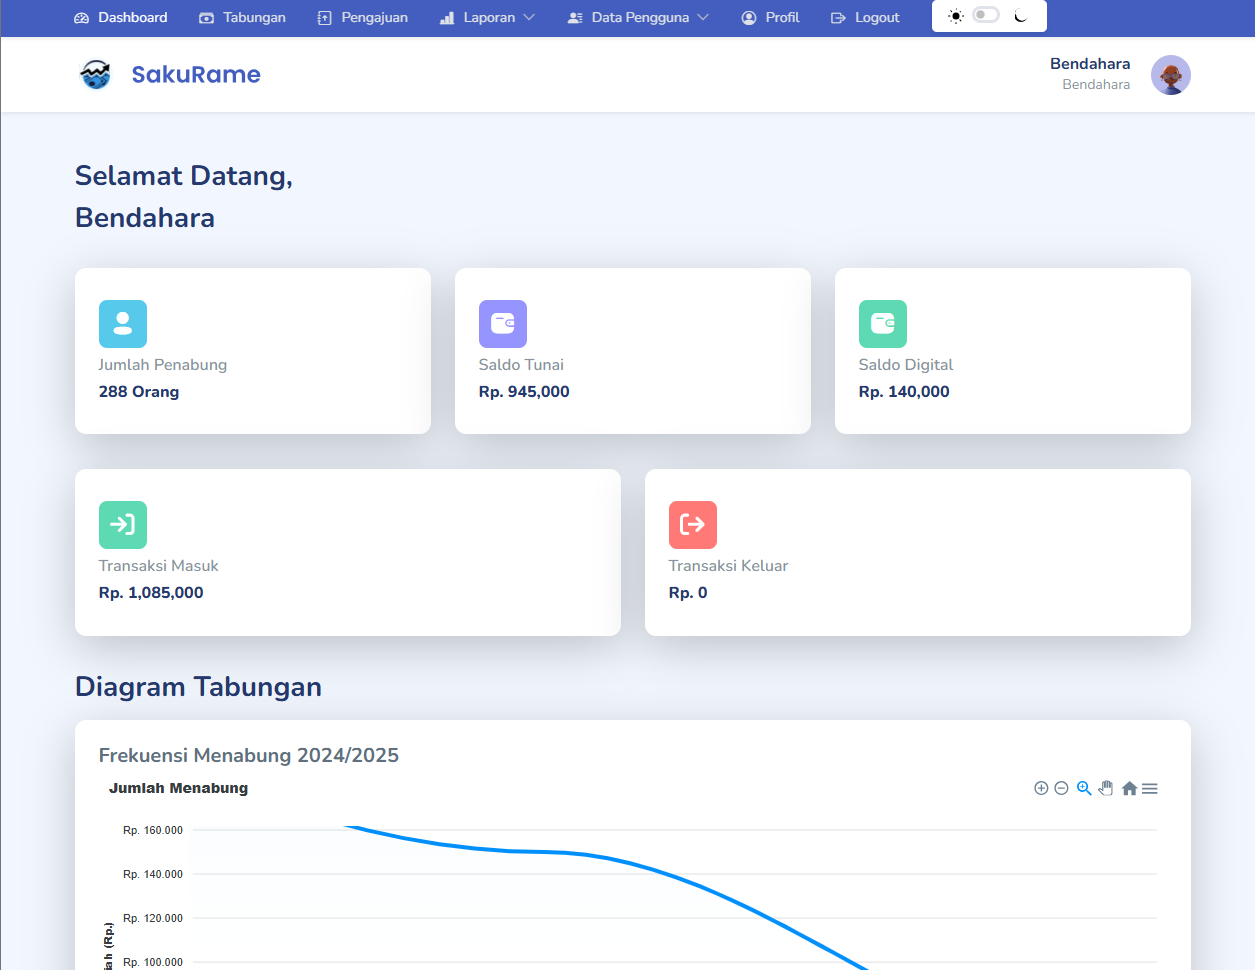 Dashboard Tabungan Pengajuan Laporan Data Pengguna Profil Logout
SakuRame
Bendahara
Bendahara
Selamat Datang,
Bendahara
Jumlah Penabung
288 Orang
Saldo Tunai
Rp. 945,000
Saldo Digital
Rp. 140,000
Transaksi Masuk
Rp. 1,085,000
Transaksi Keluar
Rp. 0
Diagram Tabungan
Frekuensi Menabung 2024/2025
Jumlah Menabung
Rp. 160.000
Rp. 140.000
Rp. 120.000
Rp. 100.000
(Rp.)